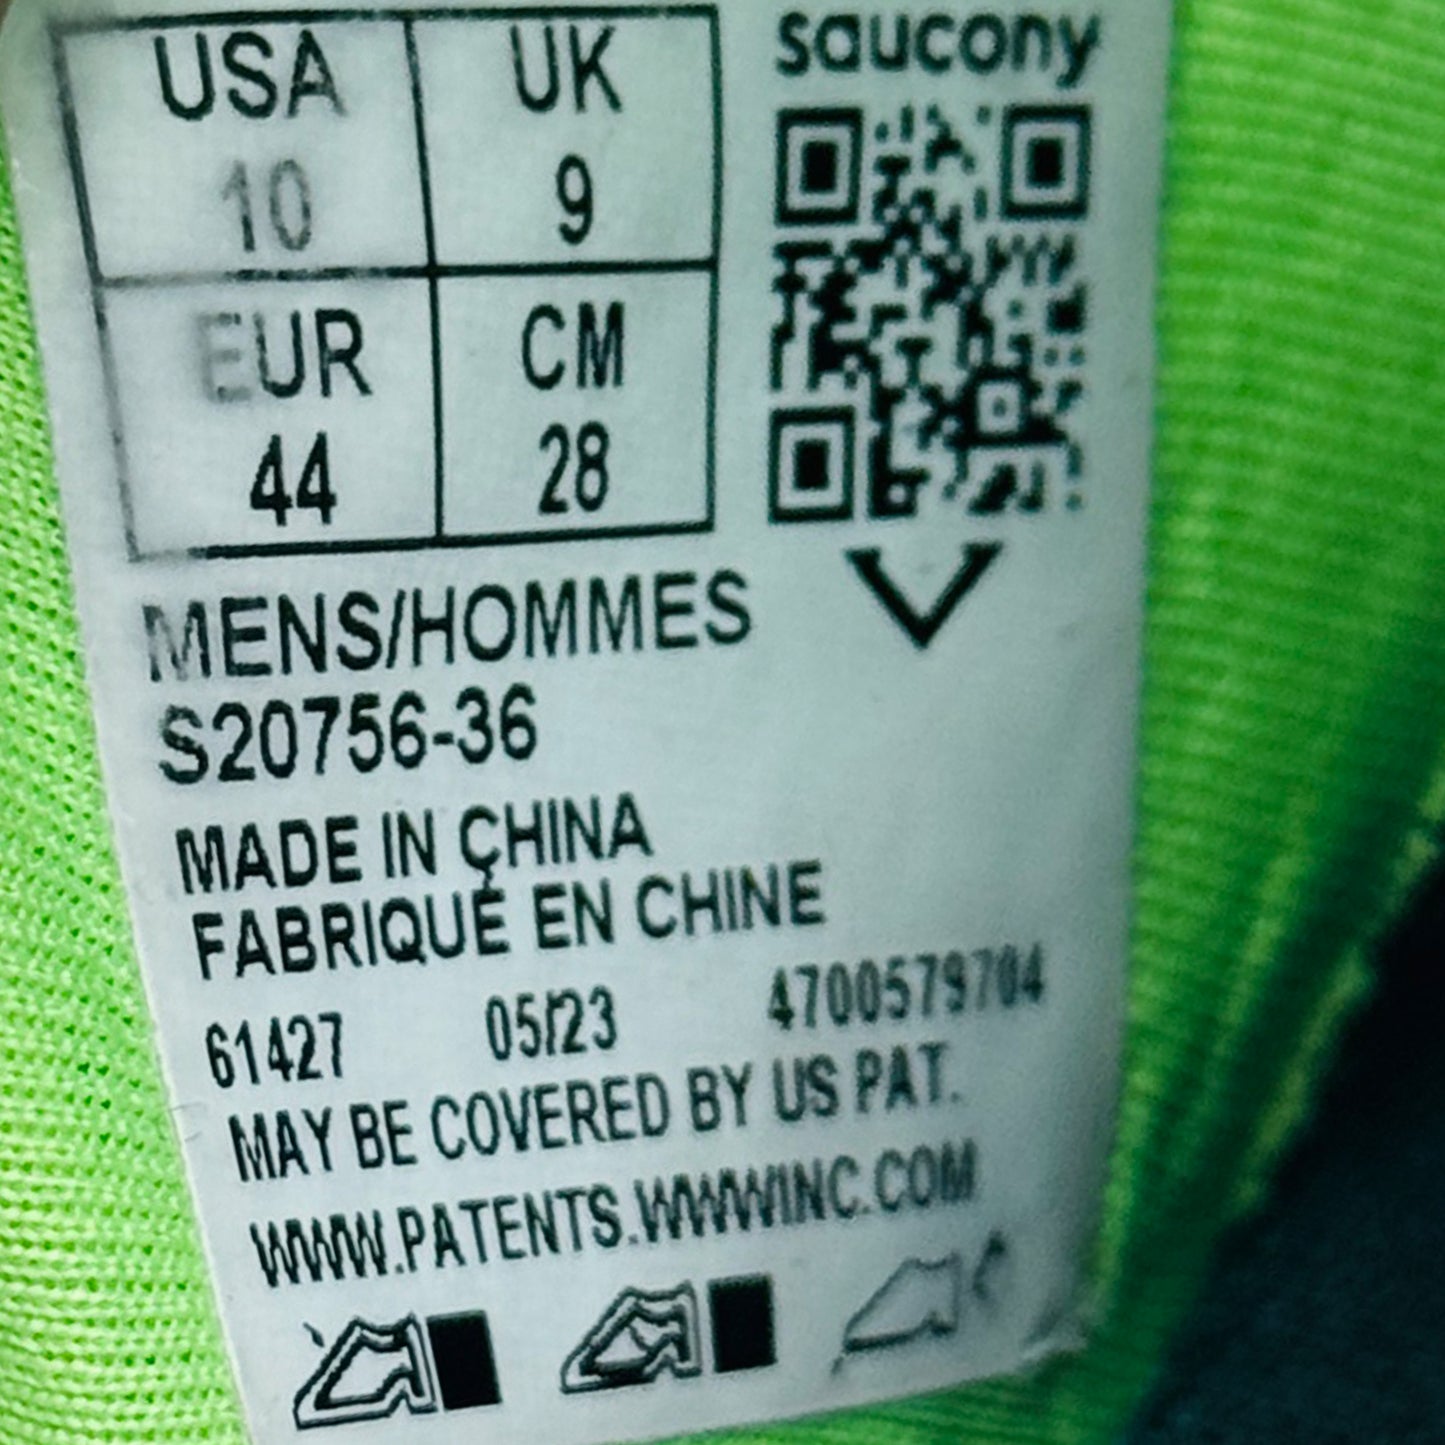 USA UK
10 9
EUR CM
44 28
saucony
MENS/HOMMES
S20756-36
MADE IN CHINA
FABRIQUÉ EN CHINE
61427 05/23 4700579704
MAY BE COVERED BY US PAT.
WWW.PATENTS.WWWINC.COM